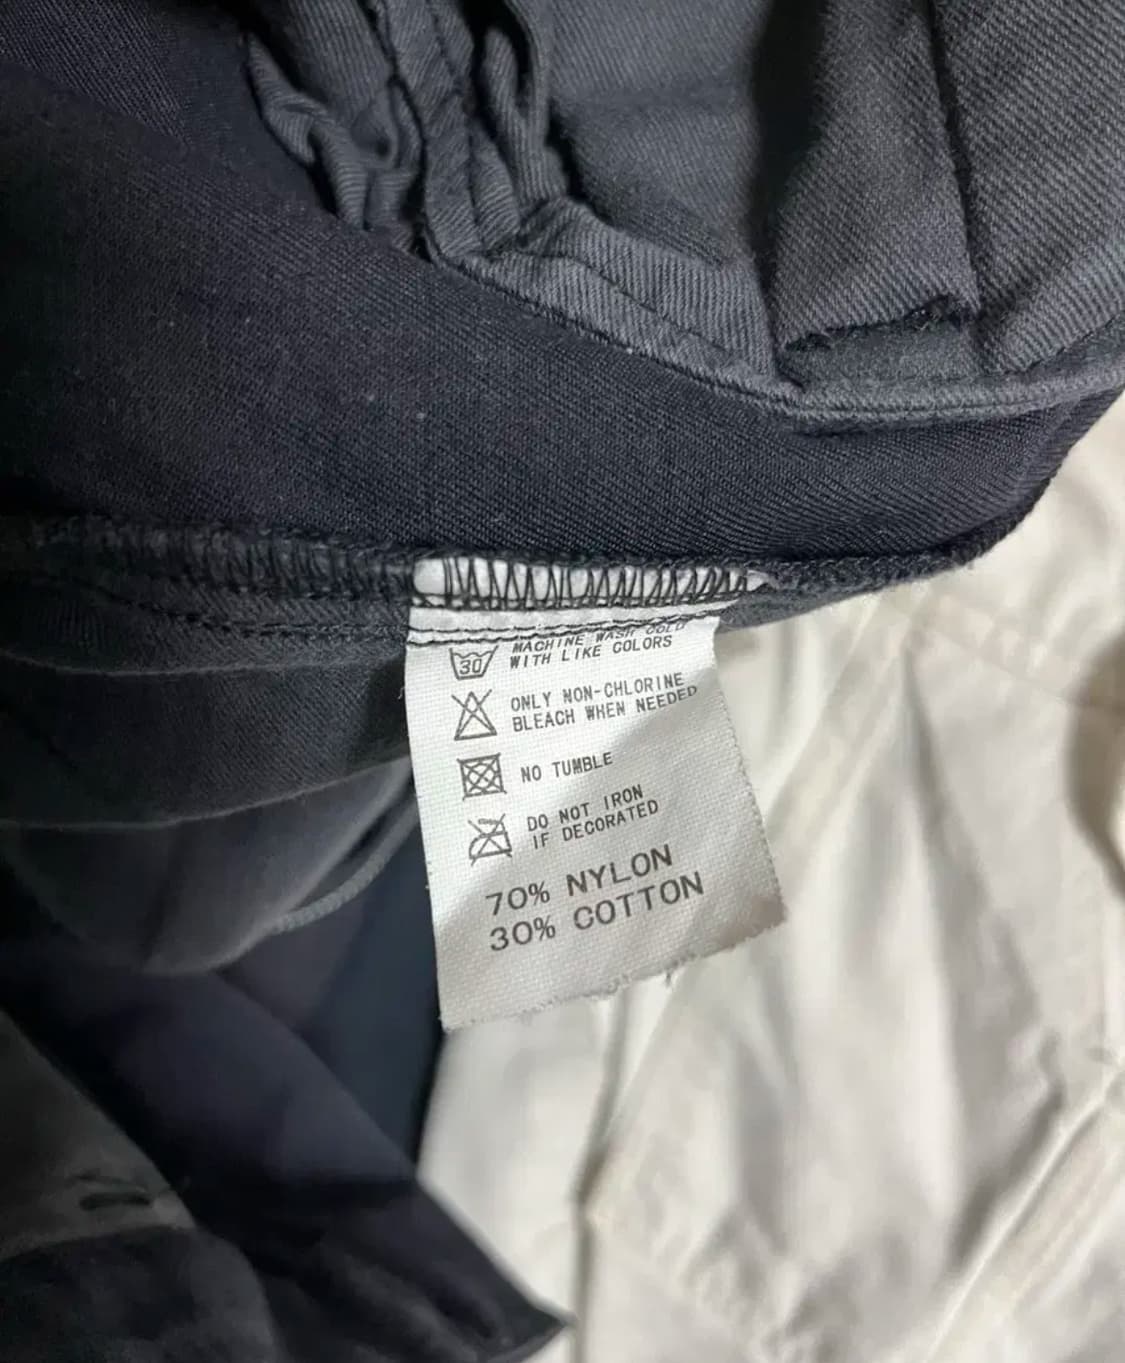 MACHINE WASH COLD
30 WITH LIKE COLORS
ONLY NON-CHLORINE
BLEACH WHEN NEEDED
NO TUMBLE
DO NOT IRON
IF DECORATED
70% NYLON
30% COTTON